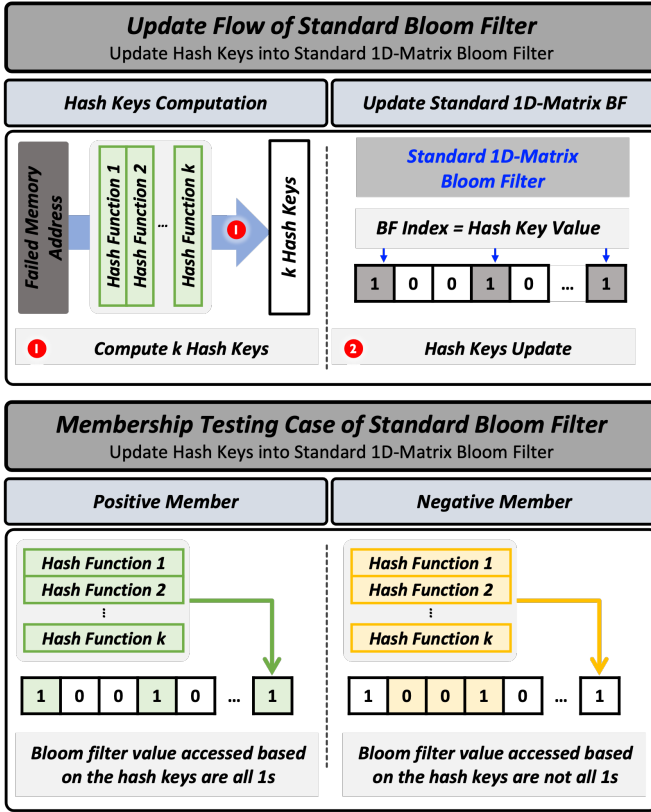 Update Flow of Standard Bloom Filter
Update Hash Keys into Standard 1D-Matrix Bloom Filter
Hash Keys Computation
Update Standard 1D-Matrix BF
Failed Memory
Address
Hash Function 1
Hash Function 2
...
Hash Function k
1
k Hash Keys
Standard 1D-Matrix
Bloom Filter
BF Index = Hash Key Value
1 0 0 1 0 ... 1
1 Compute k Hash Keys
2 Hash Keys Update
Membership Testing Case of Standard Bloom Filter
Update Hash Keys into Standard 1D-Matrix Bloom Filter
Positive Member
Negative Member
Hash Function 1
Hash Function 2
...
Hash Function k
1 0 0 1 0 ... 1
Bloom filter value accessed based
on the hash keys are all 1s
Hash Function 1
Hash Function 2
...
Hash Function k
1 0 0 1 0 ... 1
Bloom filter value accessed based
on the hash keys are not all 1s